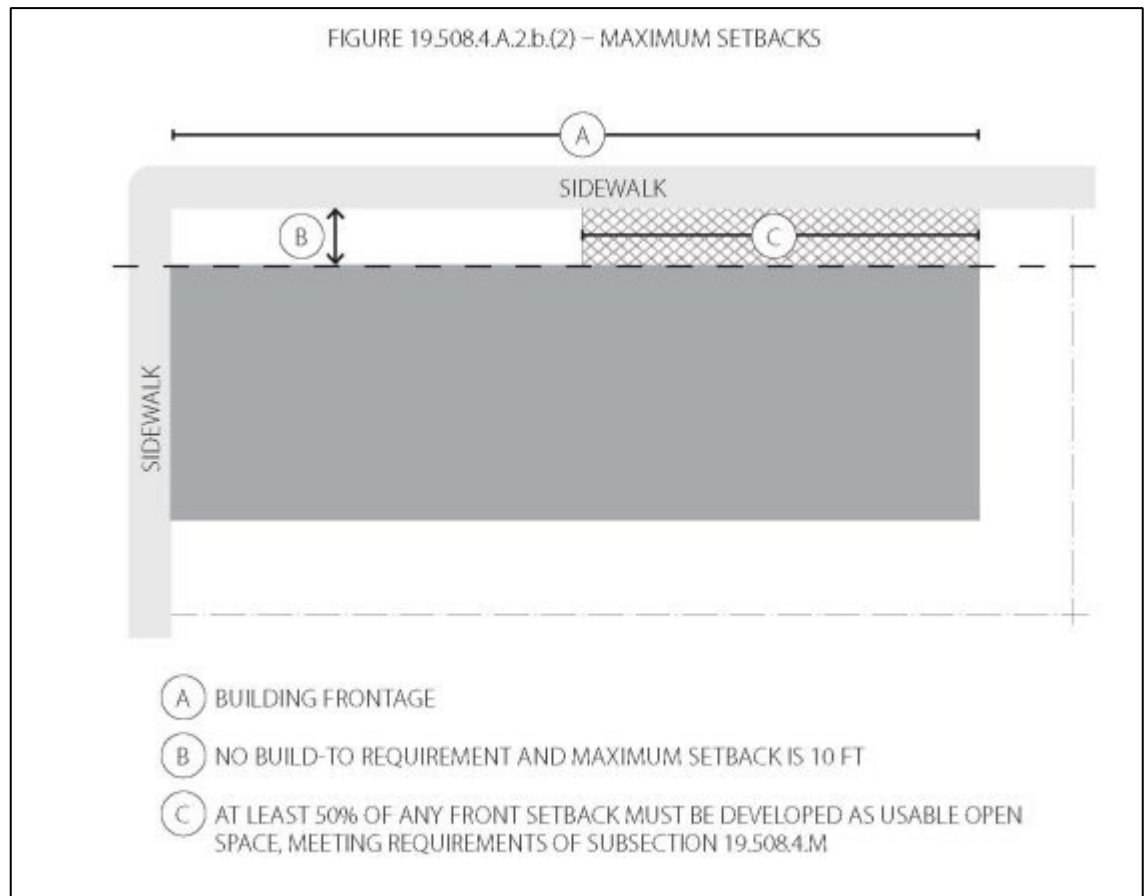 FIGURE 19.508.4.A.2.b.(2) – MAXIMUM SETBACKS
A
SIDEWALK
B
C
SIDEWALK
A BUILDING FRONTAGE
B NO BUILD-TO REQUIREMENT AND MAXIMUM SETBACK IS 10 FT
C AT LEAST 50% OF ANY FRONT SETBACK MUST BE DEVELOPED AS USABLE OPEN
SPACE, MEETING REQUIREMENTS OF SUBSECTION 19.508.4.M